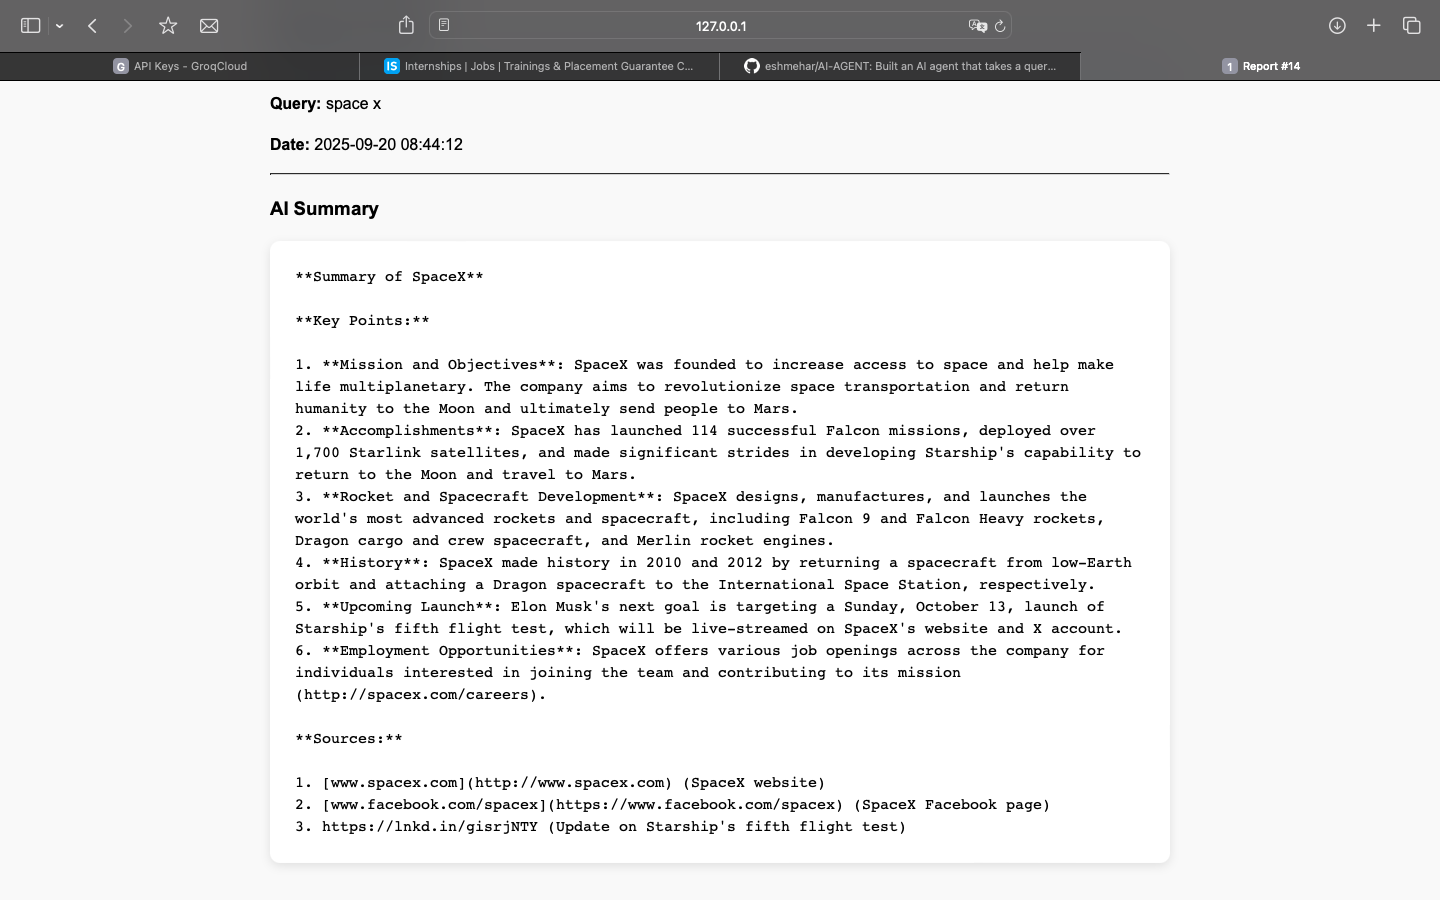 127.0.0.1
G API Keys - GroqCloud
IS Internships | Jobs | Trainings & Placement Guarantee C...
eshmehar/AI-AGENT: Built an AI agent that takes a quer...
1 Report #14
Query: space x
Date: 2025-09-20 08:44:12
AI Summary
**Summary of SpaceX**
**Key Points:**
1. **Mission and Objectives**: SpaceX was founded to increase access to space and help make
life multiplanetary. The company aims to revolutionize space transportation and return
humanity to the Moon and ultimately send people to Mars.
2. **Accomplishments**: SpaceX has launched 114 successful Falcon missions, deployed over
1,700 Starlink satellites, and made significant strides in developing Starship's capability to
return to the Moon and travel to Mars.
3. **Rocket and Spacecraft Development**: SpaceX designs, manufactures, and launches the
world's most advanced rockets and spacecraft, including Falcon 9 and Falcon Heavy rockets,
Dragon cargo and crew spacecraft, and Merlin rocket engines.
4. **History**: SpaceX made history in 2010 and 2012 by returning a spacecraft from low-Earth
orbit and attaching a Dragon spacecraft to the International Space Station, respectively.
5. **Upcoming Launch**: Elon Musk's next goal is targeting a Sunday, October 13, launch of
Starship's fifth flight test, which will be live-streamed on SpaceX's website and X account.
6. **Employment Opportunities**: SpaceX offers various job openings across the company for
individuals interested in joining the team and contributing to its mission
(http://spacex.com/careers).
**Sources:**
1. [www.spacex.com](http://www.spacex.com) (SpaceX website)
2. [www.facebook.com/spacex](https://www.facebook.com/spacex) (SpaceX Facebook page)
3. https://lnkd.in/gisrjNTY (Update on Starship's fifth flight test)